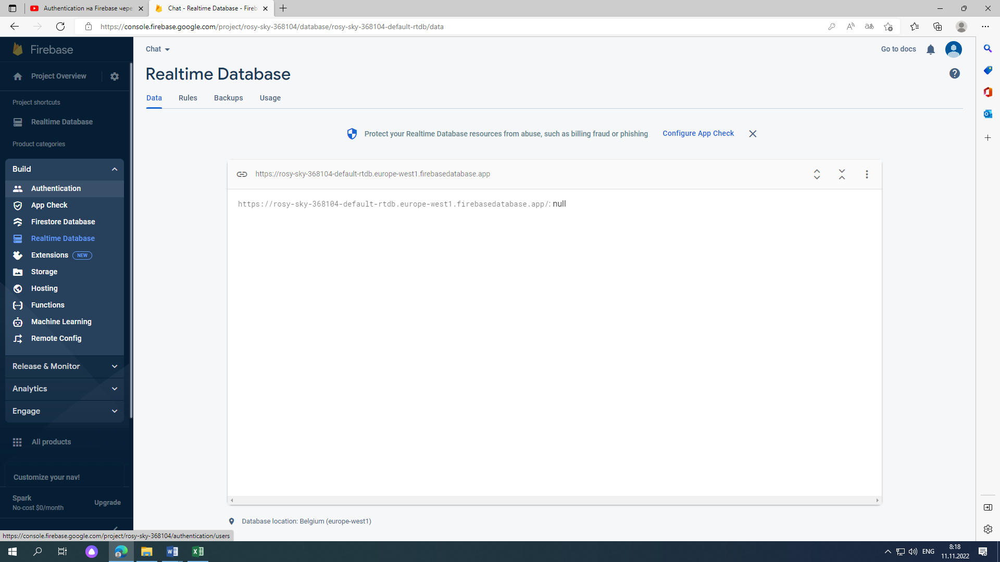 Authentication на Firebase чере
Chat - Realtime Database - Fireb
https://console.firebase.google.com/project/rosy-sky-368104/database/rosy-sky-368104-default-rtdb/data
Firebase
Project Overview
Project shortcuts
Realtime Database
Product categories
Build
Authentication
App Check
Firestore Database
Realtime Database
Extensions NEW
Storage
Hosting
Functions
Machine Learning
Remote Config
Release & Monitor
Analytics
Engage
All products
Customize your nav!
Spark
No-cost $0/month
Upgrade
https://console.firebase.google.com/project/rosy-sky-368104/authentication/users
Chat
Go to docs
Realtime Database
Data Rules Backups Usage
Protect your Realtime Database resources from abuse, such as billing fraud or phishing Configure App Check
https://rosy-sky-368104-default-rtdb.europe-west1.firebasedatabase.app
https://rosy-sky-368104-default-rtdb.europe-west1.firebasedatabase.app/: null
Database location: Belgium (europe-west1)
ENG
8:18
11.11.2022